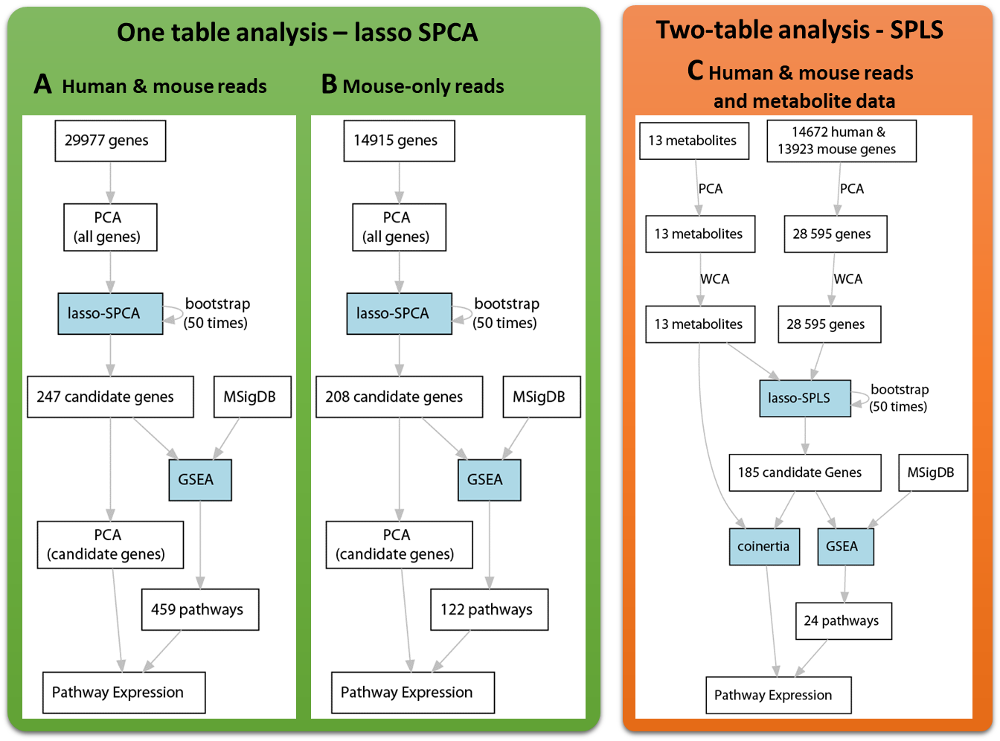 One table analysis – lasso SPCA
A Human & mouse reads
29977 genes
PCA
(all genes)
lasso-SPCA
bootstrap
(50 times)
247 candidate genes
MSigDB
GSEA
PCA
(candidate genes)
459 pathways
Pathway Expression
B Mouse-only reads
14915 genes
PCA
(all genes)
lasso-SPCA
bootstrap
(50 times)
208 candidate genes
MSigDB
GSEA
PCA
(candidate genes)
122 pathways
Pathway Expression
Two-table analysis - SPLS
C Human & mouse reads
and metabolite data
13 metabolites
14672 human &
13923 mouse genes
PCA
PCA
13 metabolites
28 595 genes
WCA
WCA
13 metabolites
28 595 genes
lasso-SPLS
bootstrap
(50 times)
185 candidate Genes
MSigDB
coinertia
GSEA
24 pathways
Pathway Expression